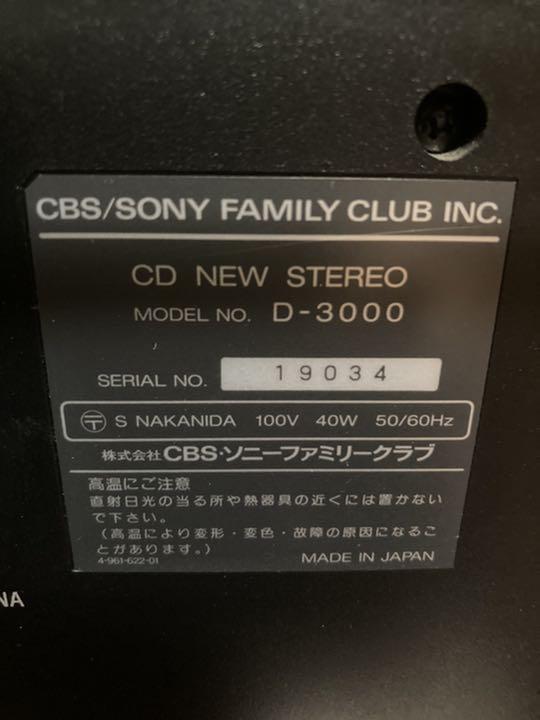 CBS/SONY FAMILY CLUB INC.
CD NEW STEREO
MODEL NO. D-3000
SERIAL NO. 19034
〶 S NAKANIDA 100V 40W 50/60Hz
株式会社CBS・ソニーファミリークラブ
高温にご注意
直射日光の当る所や熱器具の近くには置かない
で下さい。
(高温により変形・変色・故障の原因になるこ
とがあります。)
4-961-622-01
MADE IN JAPAN
NA